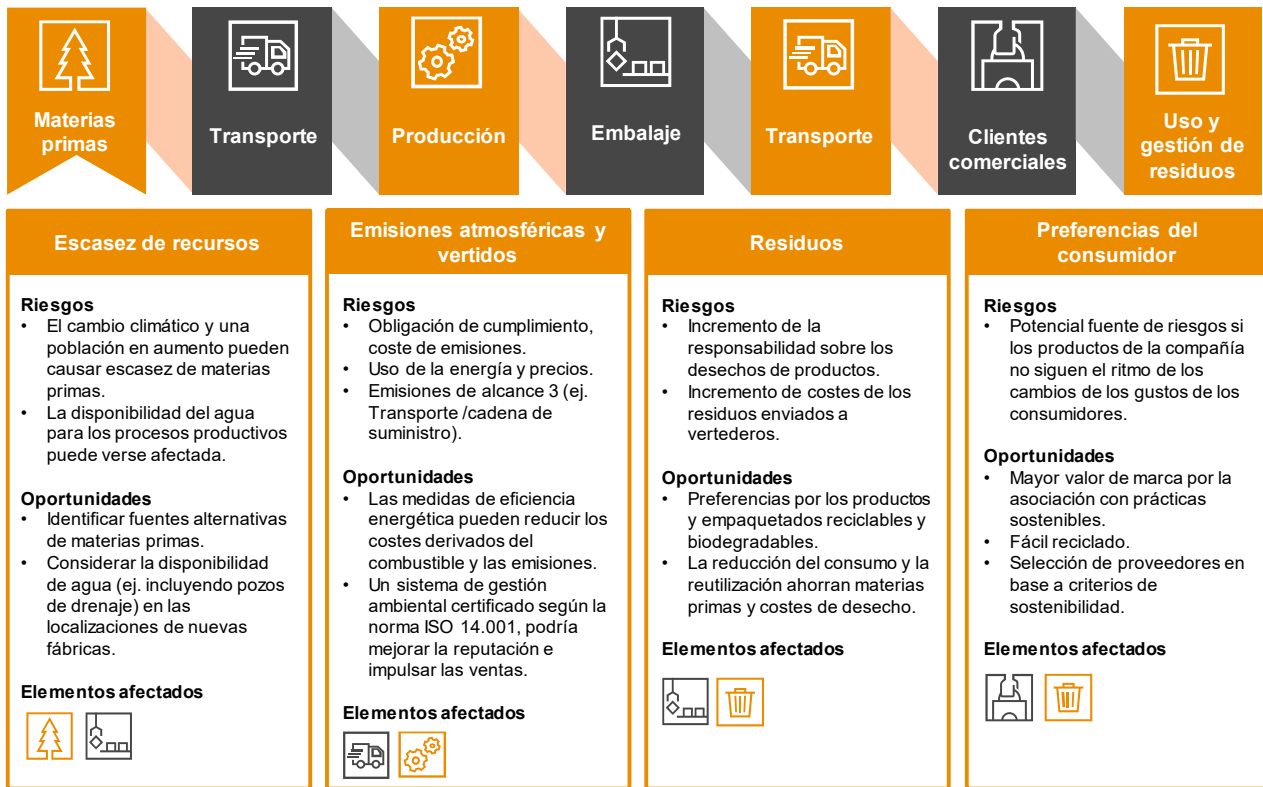 Materias
primas
Transporte
Producción
Embalaje
Transporte
Clientes
comerciales
Uso y
gestión de
residuos
Escasez de recursos
Riesgos
• El cambio climático y una
población en aumento pueden
causar escasez de materias
primas.
• La disponibilidad del agua
para los procesos productivos
puede verse afectada.
Oportunidades
• Identificar fuentes alternativas
de materias primas.
• Considerar la disponibilidad
de agua (ej. incluyendo pozos
de drenaje) en las
localizaciones de nuevas
fábricas.
Elementos afectados
Emisiones atmosféricas y
vertidos
Riesgos
• Obligación de cumplimiento,
coste de emisiones.
• Uso de la energía y precios.
• Emisiones de alcance 3 (ej.
Transporte /cadena de
suministro).
Oportunidades
• Las medidas de eficiencia
energética pueden reducir los
costes derivados del
combustible y las emisiones.
• Un sistema de gestión
ambiental certificado según la
norma ISO 14.001, podría
mejorar la reputación e
impulsar las ventas.
Elementos afectados
Residuos
Riesgos
• Incremento de la
responsabilidad sobre los
desechos de productos.
• Incremento de costes de los
residuos enviados a
vertederos.
Oportunidades
• Preferencias por los productos
y empaquetados reciclables y
biodegradables.
• La reducción del consumo y la
reutilización ahorran materias
primas y costes de desecho.
Elementos afectados
Preferencias del
consumidor
Riesgos
• Potencial fuente de riesgos si
los productos de la compañía
no siguen el ritmo de los
cambios de los gustos de los
consumidores.
Oportunidades
• Mayor valor de marca por la
asociación con prácticas
sostenibles.
• Fácil reciclado.
• Selección de proveedores en
base a criterios de
sostenibilidad.
Elementos afectados